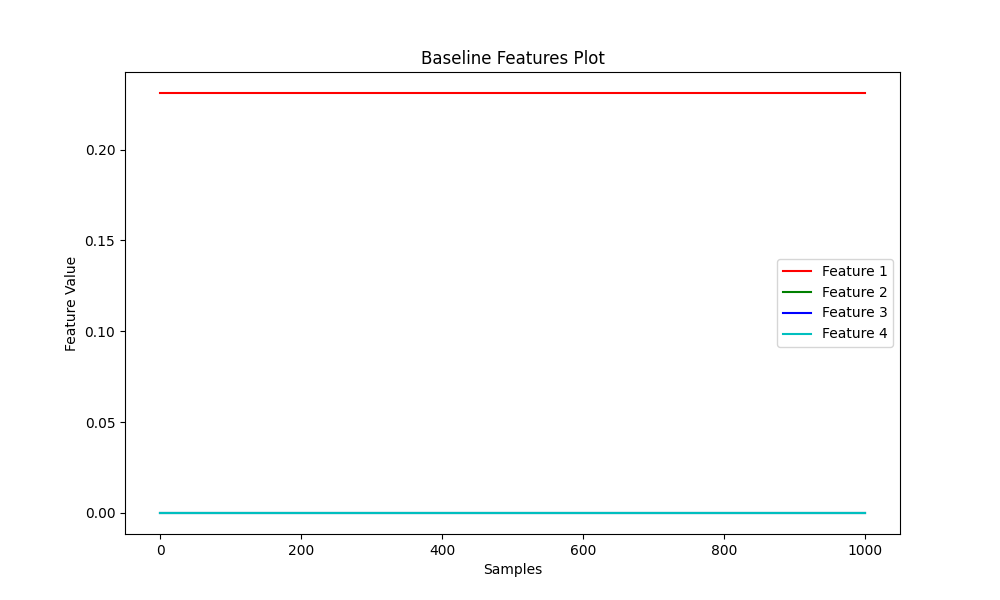 Baseline Features Plot
Feature Value
0.20
0.15
0.10
0.05
0.00
Feature 1
Feature 2
Feature 3
Feature 4
0 200 400 600 800 1000
Samples